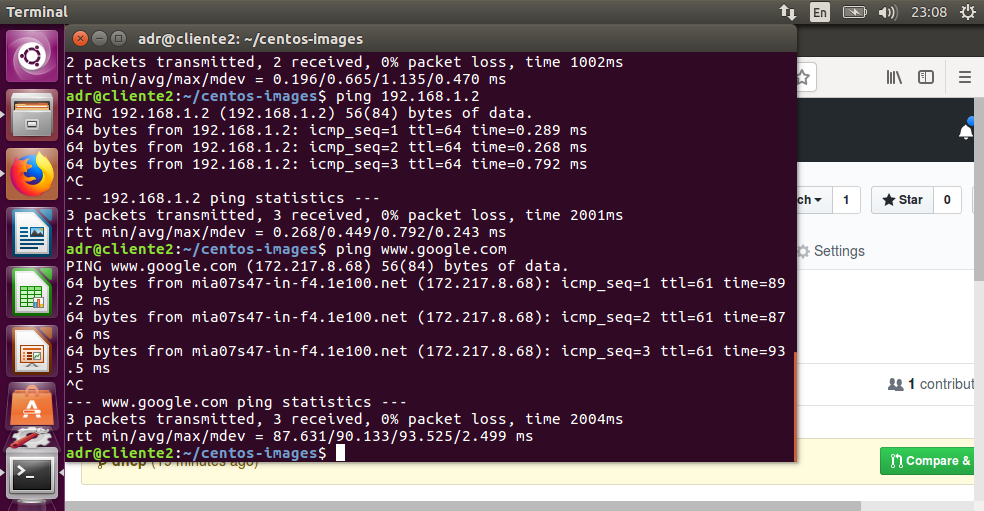 Terminal
En
23:08
adr@cliente2: ~/centos-images
2 packets transmitted, 2 received, 0% packet loss, time 1002ms
rtt min/avg/max/mdev = 0.196/0.665/1.135/0.470 ms
adr@cliente2:~/centos-images$ ping 192.168.1.2
PING 192.168.1.2 (192.168.1.2) 56(84) bytes of data.
64 bytes from 192.168.1.2: icmp_seq=1 ttl=64 time=0.289 ms
64 bytes from 192.168.1.2: icmp_seq=2 ttl=64 time=0.268 ms
64 bytes from 192.168.1.2: icmp_seq=3 ttl=64 time=0.792 ms
^C
--- 192.168.1.2 ping statistics ---
3 packets transmitted, 3 received, 0% packet loss, time 2001ms
rtt min/avg/max/mdev = 0.268/0.449/0.792/0.243 ms
adr@cliente2:~/centos-images$ ping www.google.com
PING www.google.com (172.217.8.68) 56(84) bytes of data.
64 bytes from mia07s47-in-f4.1e100.net (172.217.8.68): icmp_seq=1 ttl=61 time=89
.2 ms
64 bytes from mia07s47-in-f4.1e100.net (172.217.8.68): icmp_seq=2 ttl=61 time=87
.6 ms
64 bytes from mia07s47-in-f4.1e100.net (172.217.8.68): icmp_seq=3 ttl=61 time=93
.5 ms
^C
--- www.google.com ping statistics ---
3 packets transmitted, 3 received, 0% packet loss, time 2004ms
rtt min/avg/max/mdev = 87.631/90.133/93.525/2.499 ms
adr@cliente2:~/centos-images$
ch
1
Star
0
Settings
1 contribut
dhcp (19 minutes ago)
Compare &